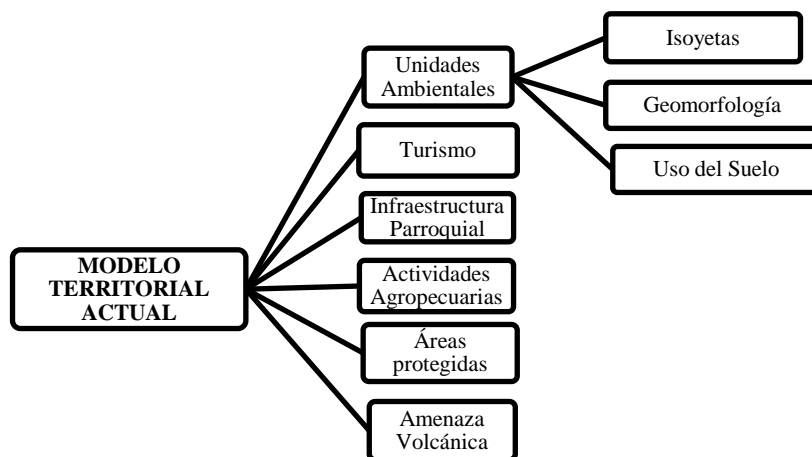 MODELO
TERRITORIAL
ACTUAL
Unidades
Ambientales
Turismo
Infraestructura
Parroquial
Actividades
Agropecuarias
Áreas
protegidas
Amenaza
Volcánica
Isoyetas
Geomorfología
Uso del Suelo